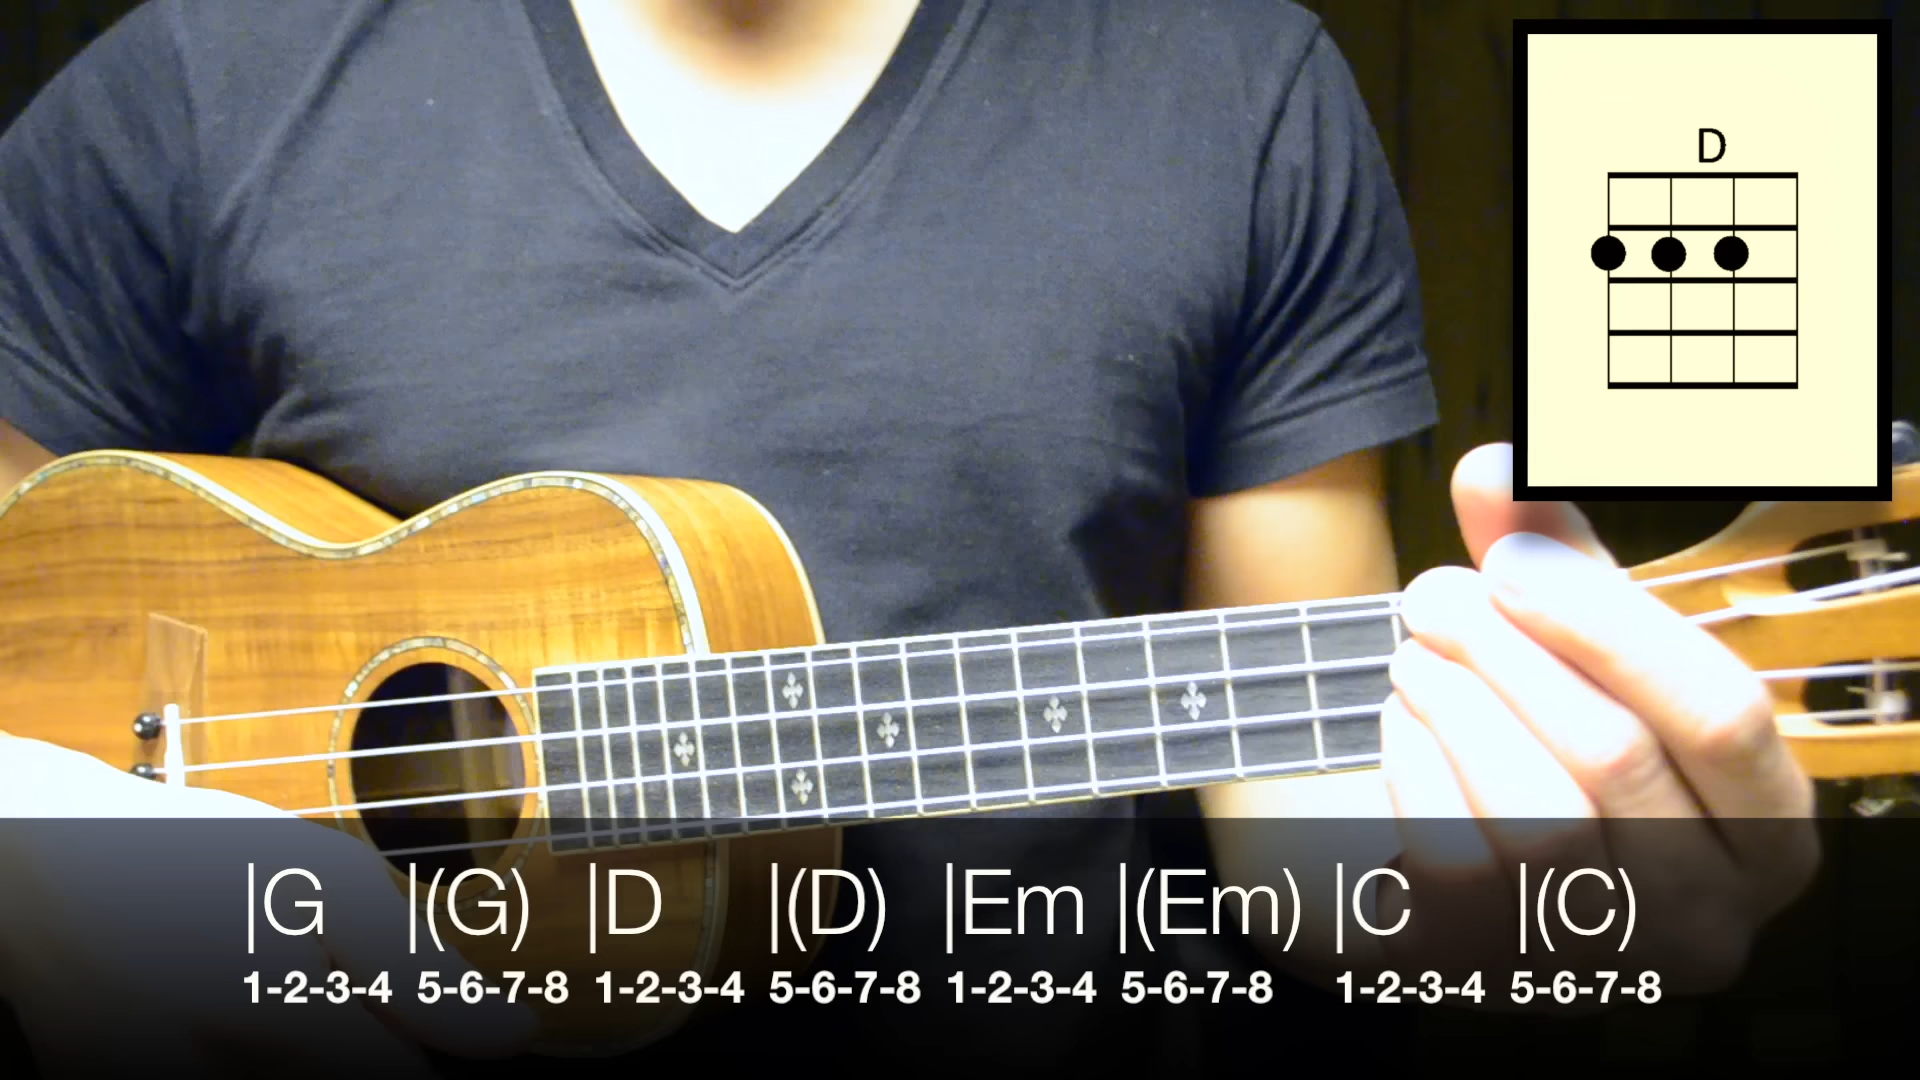 D
|G |(G) |D |(D) |Em |(Em) |C |(C)
1-2-3-4 5-6-7-8 1-2-3-4 5-6-7-8 1-2-3-4 5-6-7-8 1-2-3-4 5-6-7-8